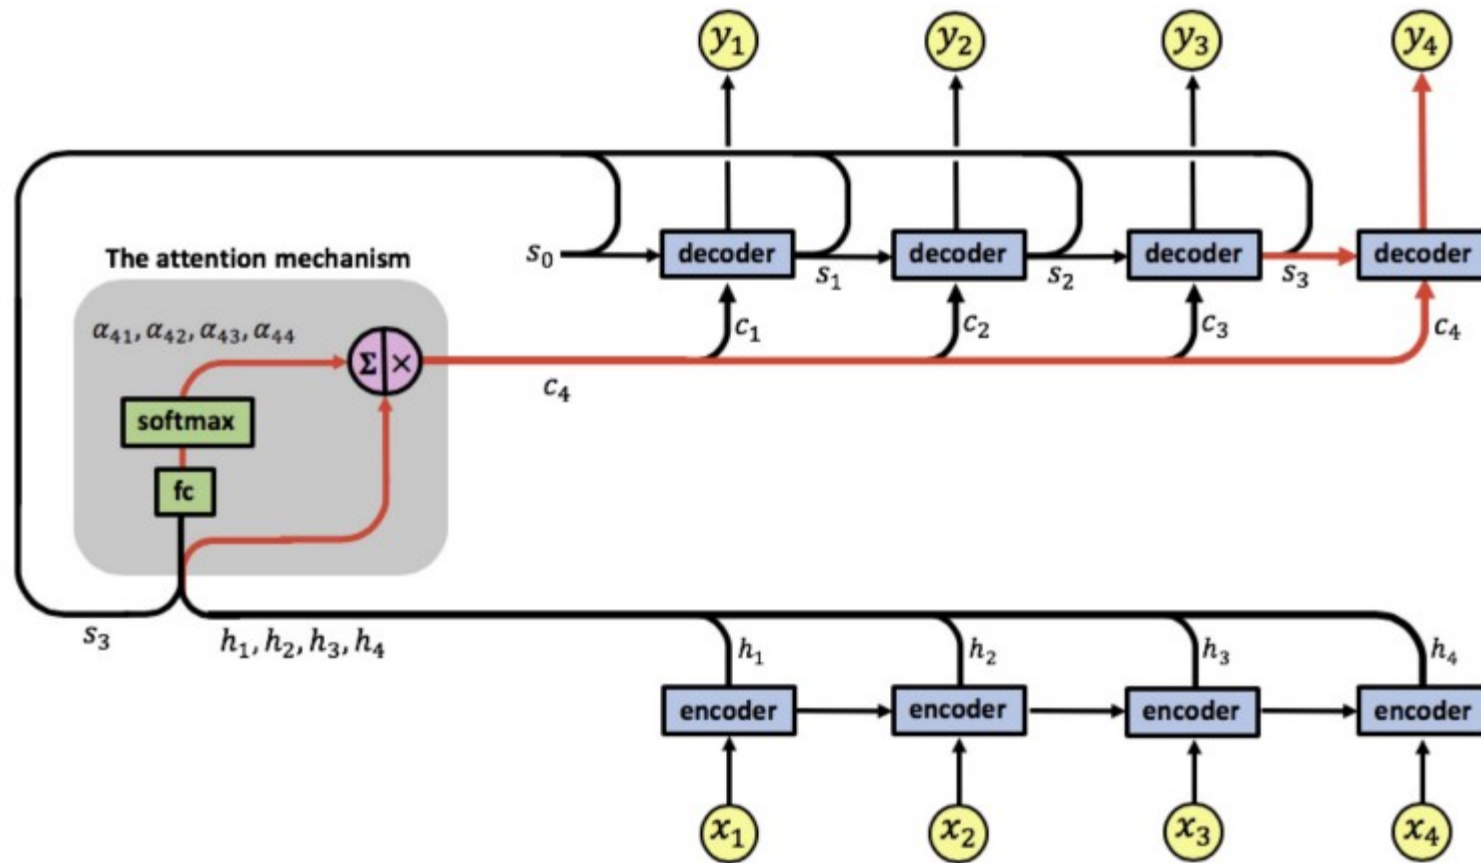 y₁ y₂ y₃ y₄
The attention mechanism
s₀ decoder s₁ decoder s₂ decoder s₃ decoder
α₄₁, α₄₂, α₄₃, α₄₄
Σ ×
c₁ c₂ c₃ c₄
c₄
softmax
fc
s₃
h₁, h₂, h₃, h₄
h₁ h₂ h₃ h₄
encoder encoder encoder encoder
x₁ x₂ x₃ x₄